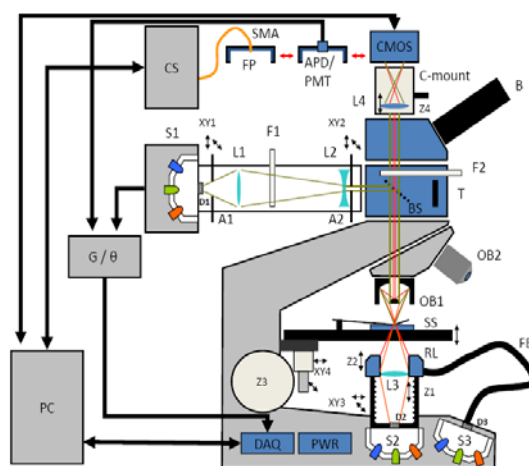 SMA
CMOS
CS
FP
APD/
PMT
C-mount
B
L4
Z4
S1
XY1
F1
XY2
L1
L2
F2
T
D1
BS
A1
A2
G / θ
OB2
OB1
SS
Z2
RL
Z3
XY4
L3
Z1
XY3
D2
D3
PC
DAQ
PWR
S2
S3